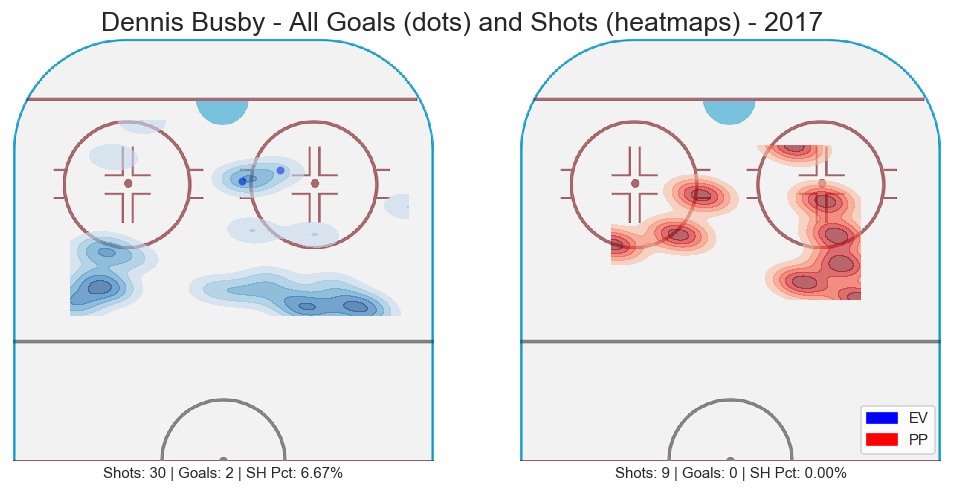 Dennis Busby - All Goals (dots) and Shots (heatmaps) - 2017
EV
PP
Shots: 30 | Goals: 2 | SH Pct: 6.67%
Shots: 9 | Goals: 0 | SH Pct: 0.00%